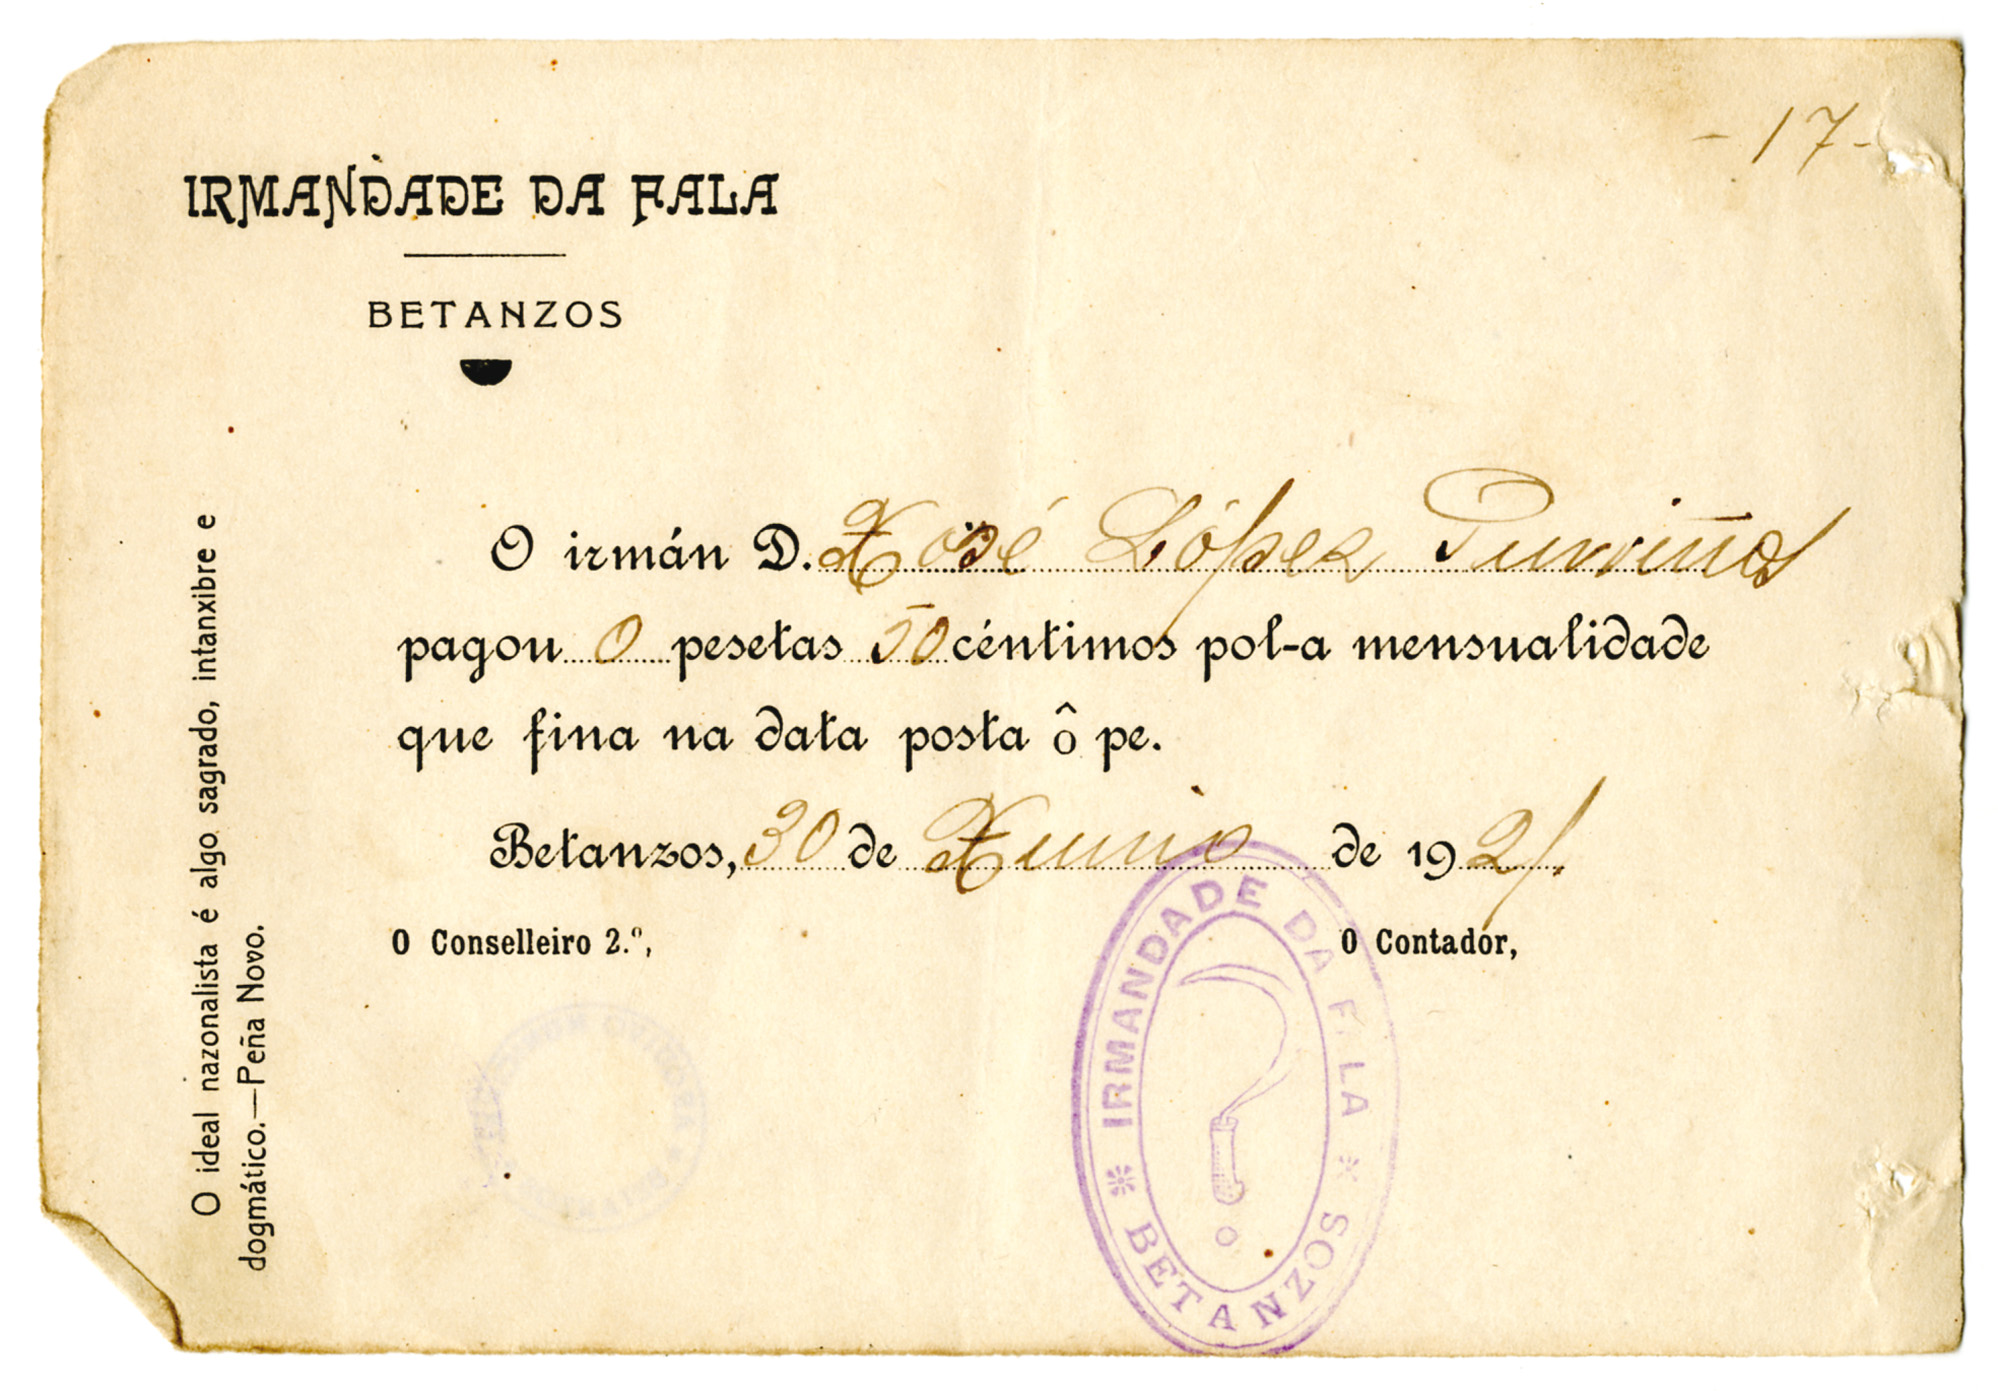 - 17 -
IRMANDADE DA FALA
BETANZOS
O irmán D. Xosé López Purriños
pagou 0 pesetas 50 céntimos pol-a mensualidade
que fina na data posta ô pe.
Betanzos, 30 de Xunio de 1921.
O Conselleiro 2.º,
O Contador,
O ideal nazonalista é algo sagrado, intanxibre e
dogmático.—Peña Novo.
IRMANDADE DA FALA
* BETANZOS *